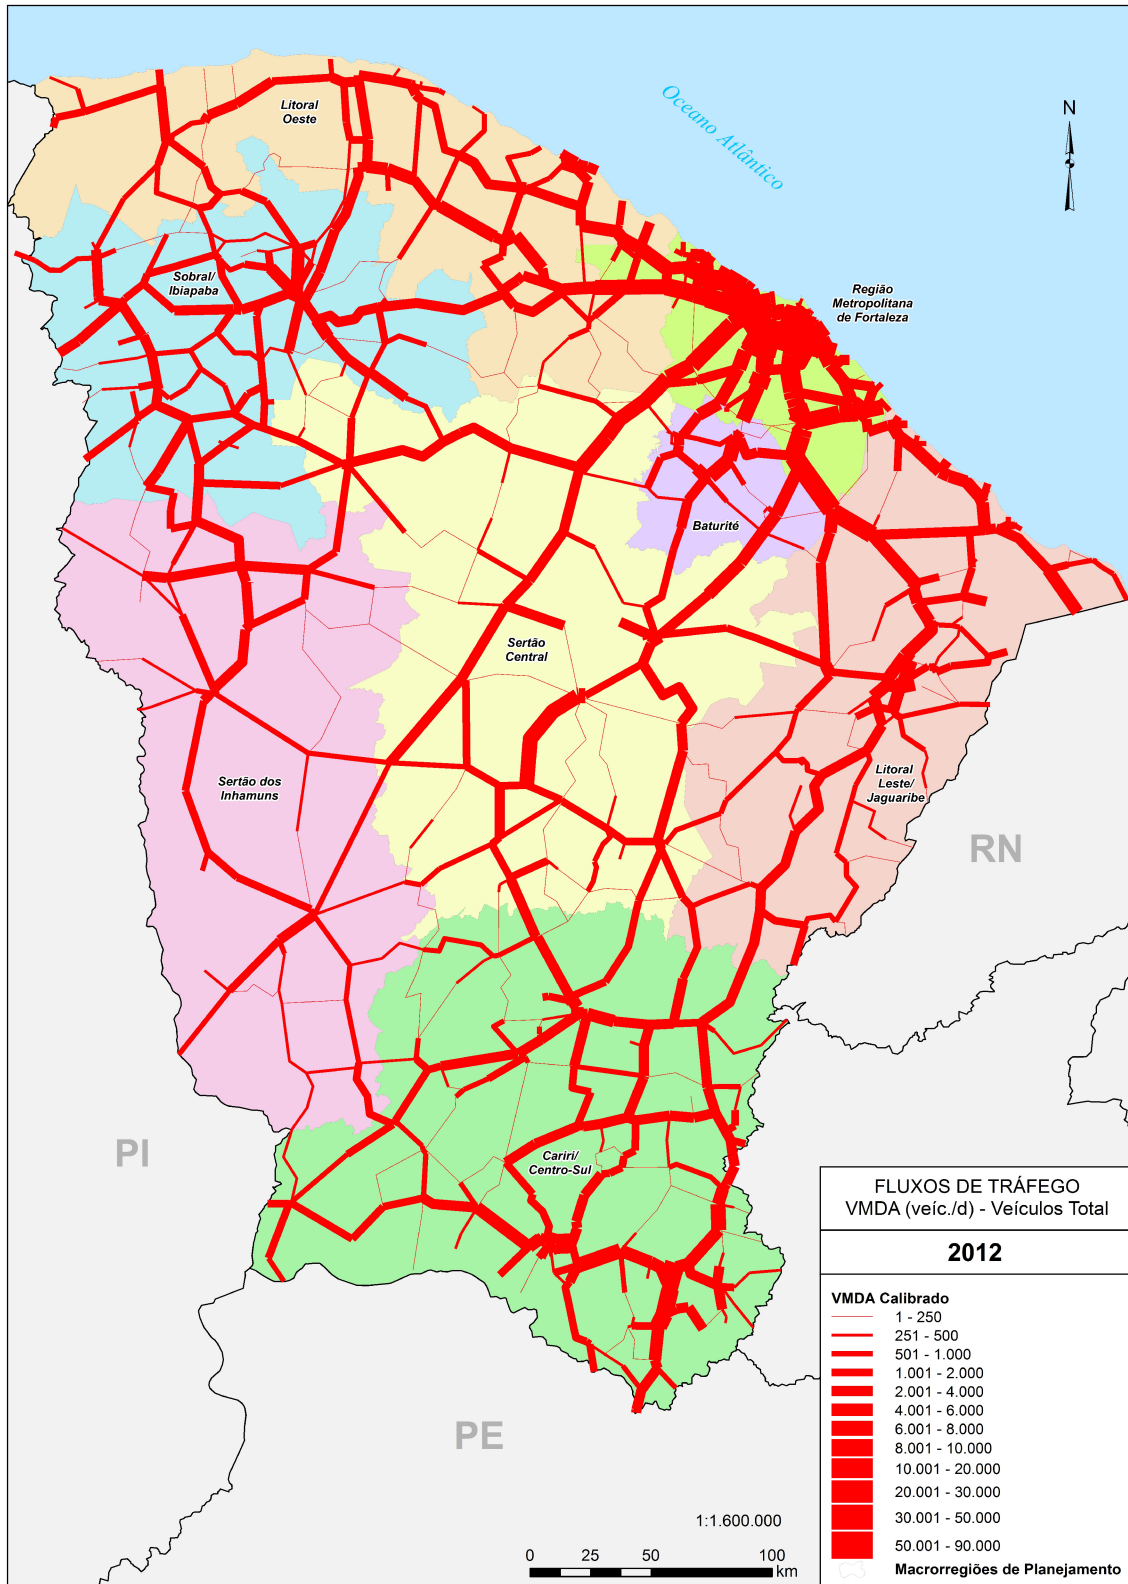 Oceano Atlântico
N
Litoral
Oeste
Sobral/
Ibiapaba
Região
Metropolitana
de Fortaleza
Baturité
Sertão
Central
Sertão dos
Inhamuns
Litoral
Leste/
Jaguaribe
RN
Cariri/
Centro-Sul
PI
PE
FLUXOS DE TRÁFEGO
VMDA (veíc./d) - Veículos Total
2012
VMDA Calibrado
1 - 250
251 - 500
501 - 1.000
1.001 - 2.000
2.001 - 4.000
4.001 - 6.000
6.001 - 8.000
8.001 - 10.000
10.001 - 20.000
20.001 - 30.000
30.001 - 50.000
50.001 - 90.000
Macrorregiões de Planejamento
1:1.600.000
0 25 50 100
km